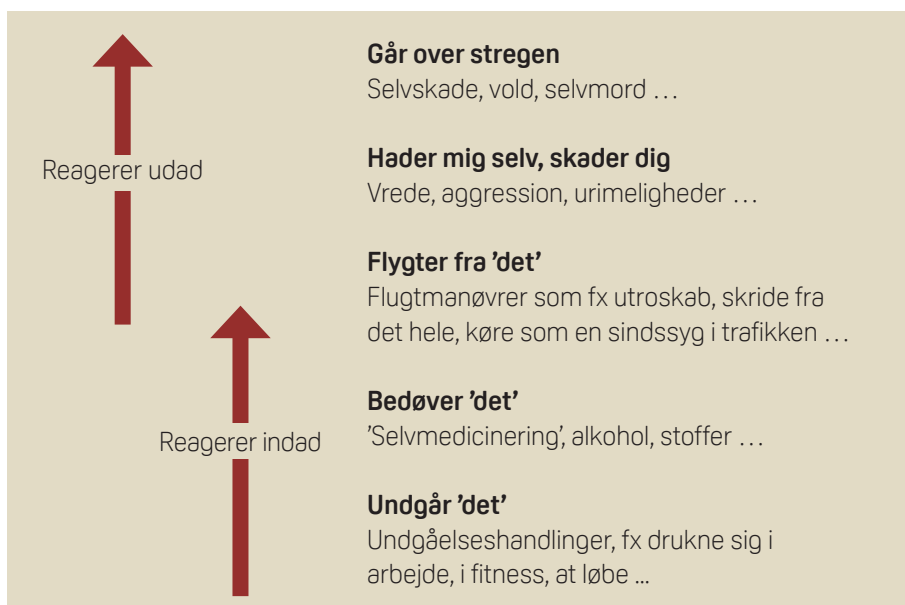 Går over stregen
Selvskade, vold, selvmord …
Reagerer udad
Hader mig selv, skader dig
Vrede, aggression, urimeligheder …
Flygter fra ’det’
Flugtmanøvrer som fx utroskab, skride fra
det hele, køre som en sindssyg i trafikken …
Bedøver ’det’
’Selvmedicinering’, alkohol, stoffer …
Reagerer indad
Undgår ’det’
Undgåelseshandlinger, fx drukne sig i
arbejde, i fitness, at løbe ...